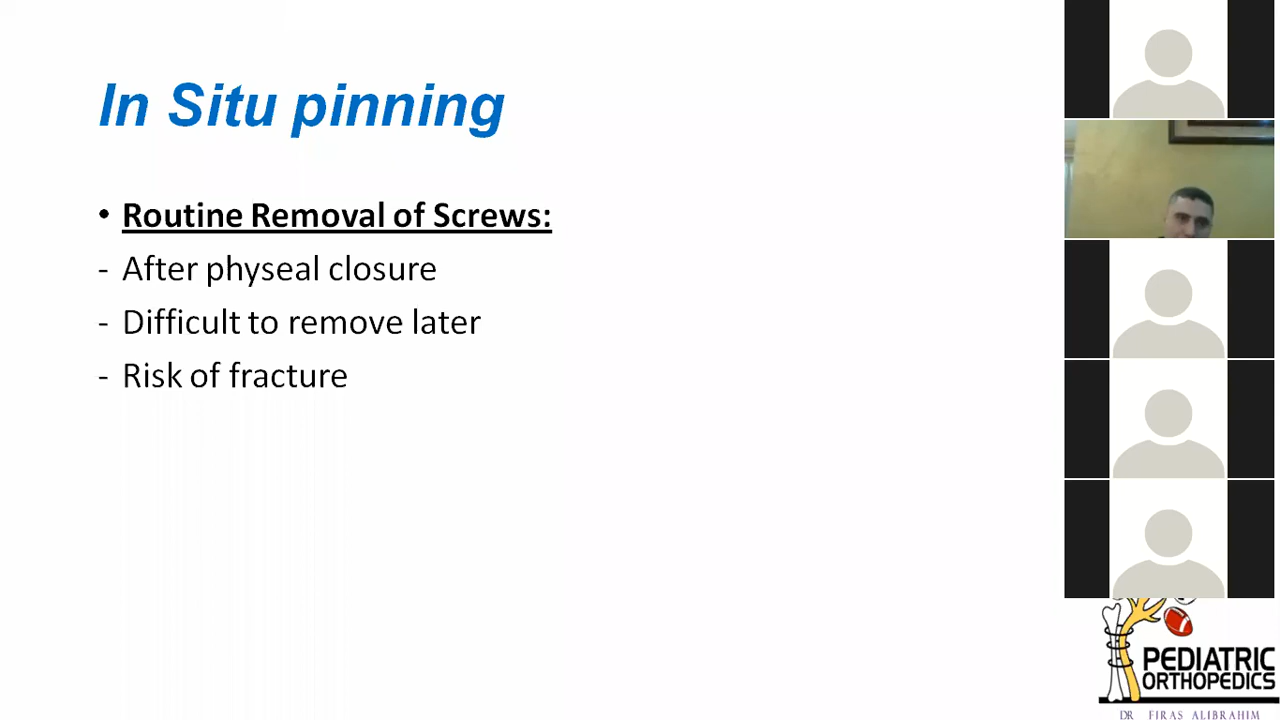 In Situ pinning
• Routine Removal of Screws:
- After physeal closure
- Difficult to remove later
- Risk of fracture
PEDIATRIC
ORTHOPEDICS
DR FIRAS ALIBRAHIM